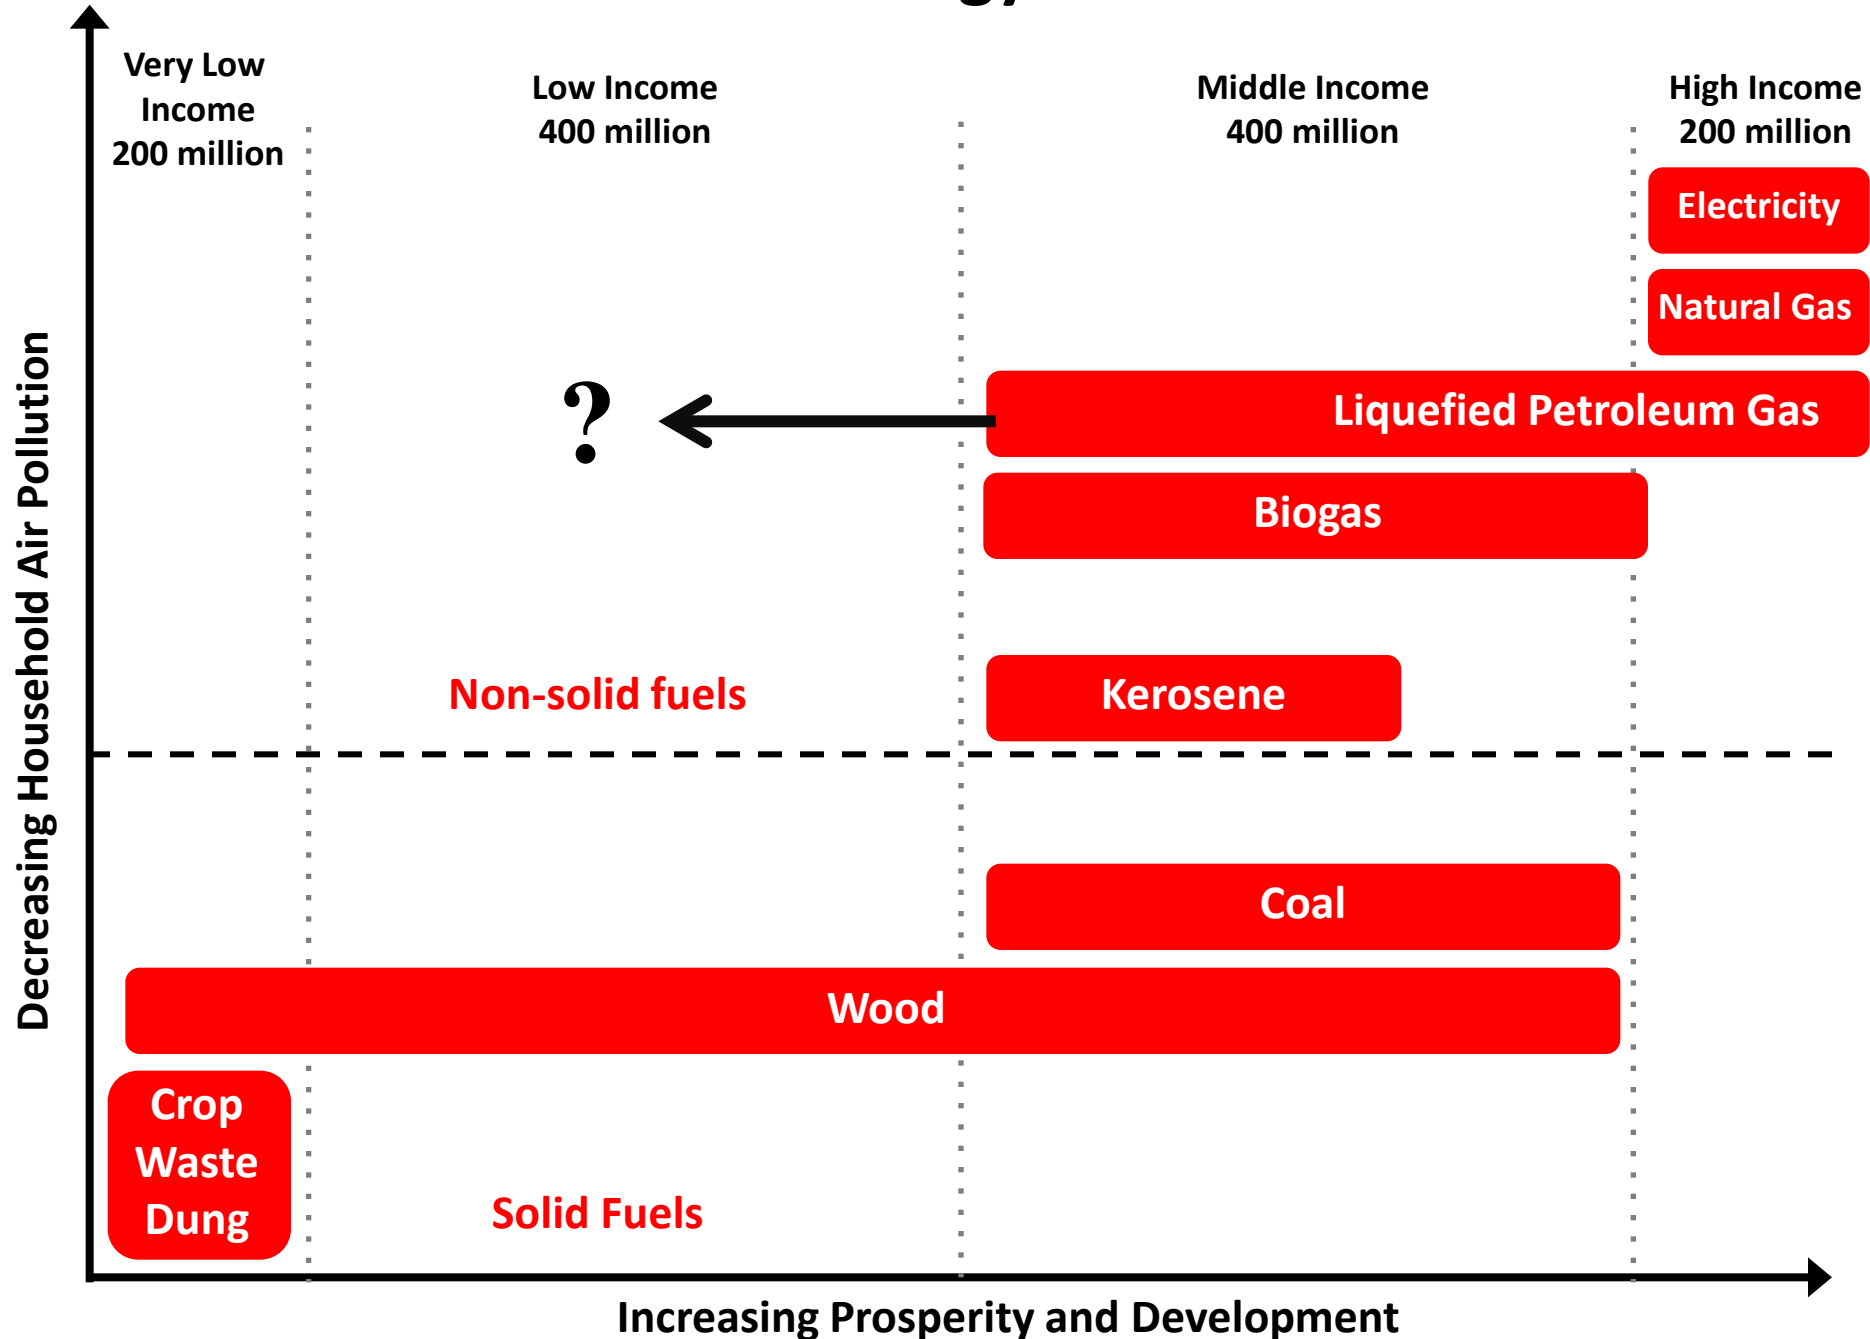 Very Low
Income
200 million
Low Income
400 million
Middle Income
400 million
High Income
200 million
Electricity
Natural Gas
?
Liquefied Petroleum Gas
Biogas
Non-solid fuels
Kerosene
Coal
Wood
Crop
Waste
Dung
Solid Fuels
Decreasing Household Air Pollution
Increasing Prosperity and Development